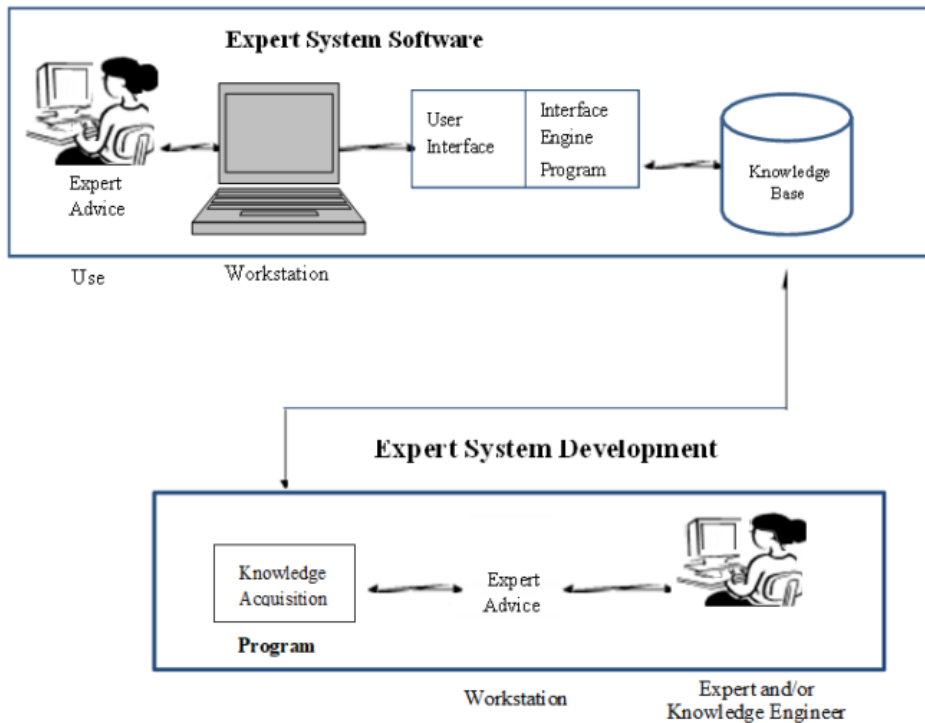 Expert System Software
User
Interface
Interface
Engine
Program
Knowledge
Base
Expert
Advice
Use
Workstation
Expert System Development
Knowledge
Acquisition
Program
Expert
Advice
Workstation
Expert and/or
Knowledge Engineer